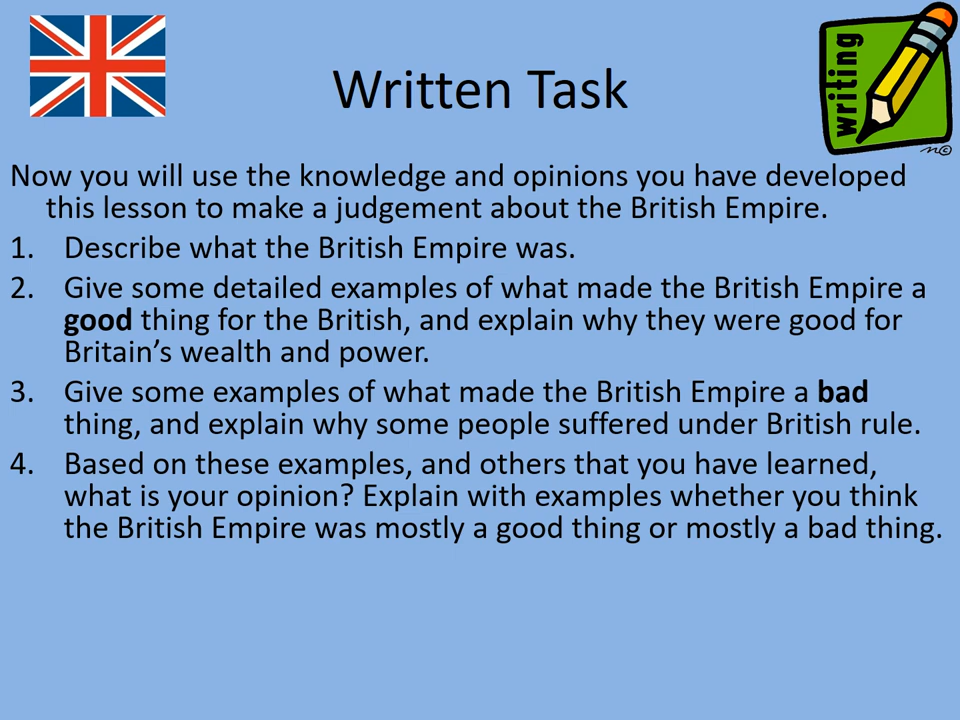 Written Task
writing
Now you will use the knowledge and opinions you have developed
this lesson to make a judgement about the British Empire.
1. Describe what the British Empire was.
2. Give some detailed examples of what made the British Empire a
good thing for the British, and explain why they were good for
Britain’s wealth and power.
3. Give some examples of what made the British Empire a bad
thing, and explain why some people suffered under British rule.
4. Based on these examples, and others that you have learned,
what is your opinion? Explain with examples whether you think
the British Empire was mostly a good thing or mostly a bad thing.